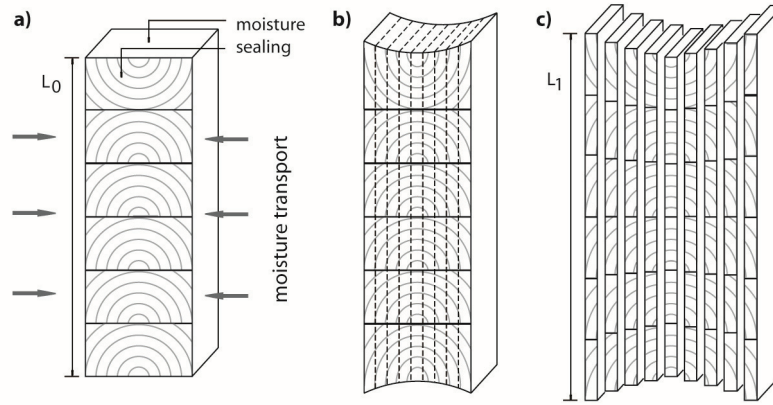 a)
moisture
sealing
L0
moisture transport
b)
c)
L1